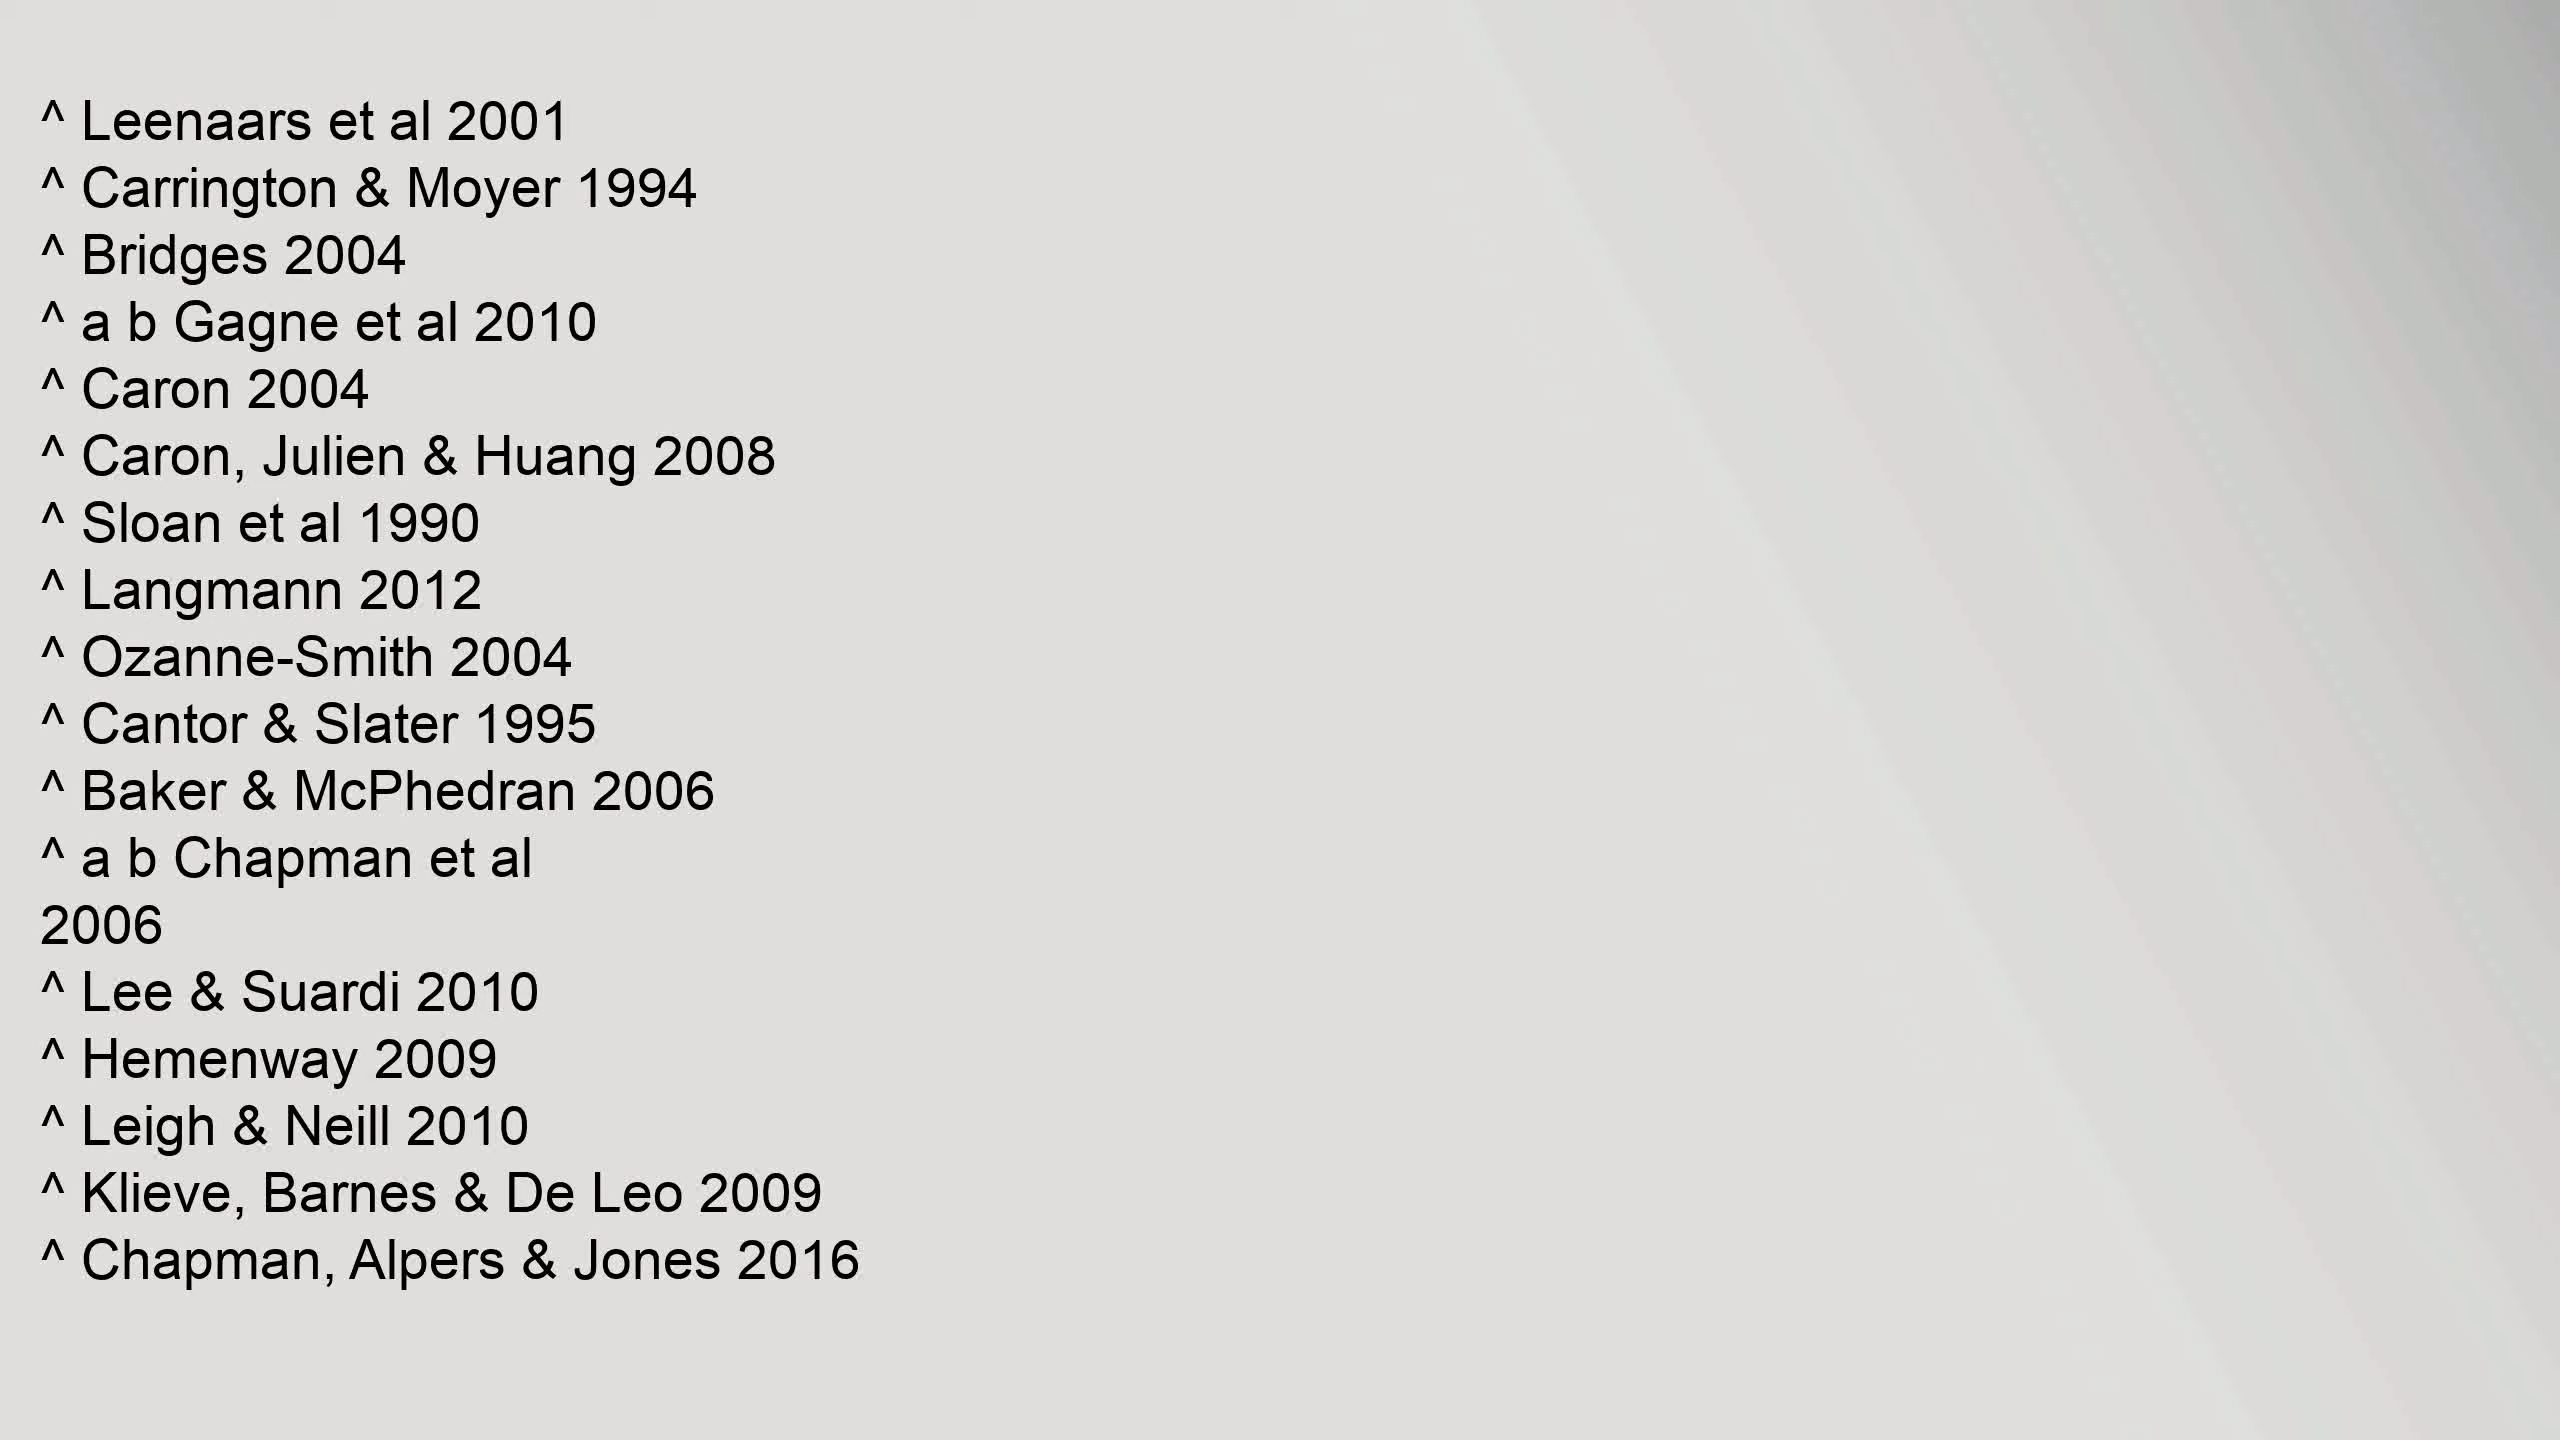 ^ Leenaars et al 2001
^ Carrington & Moyer 1994
^ Bridges 2004
^ a b Gagne et al 2010
^ Caron 2004
^ Caron, Julien & Huang 2008
^ Sloan et al 1990
^ Langmann 2012
^ Ozanne-Smith 2004
^ Cantor & Slater 1995
^ Baker & McPhedran 2006
^ a b Chapman et al
2006
^ Lee & Suardi 2010
^ Hemenway 2009
^ Leigh & Neill 2010
^ Klieve, Barnes & De Leo 2009
^ Chapman, Alpers & Jones 2016